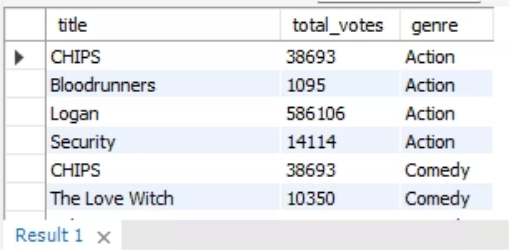 title total_votes genre
CHIPS 38693 Action
Bloodrunners 1095 Action
Logan 586106 Action
Security 14114 Action
CHIPS 38693 Comedy
The Love Witch 10350 Comedy
Result 1